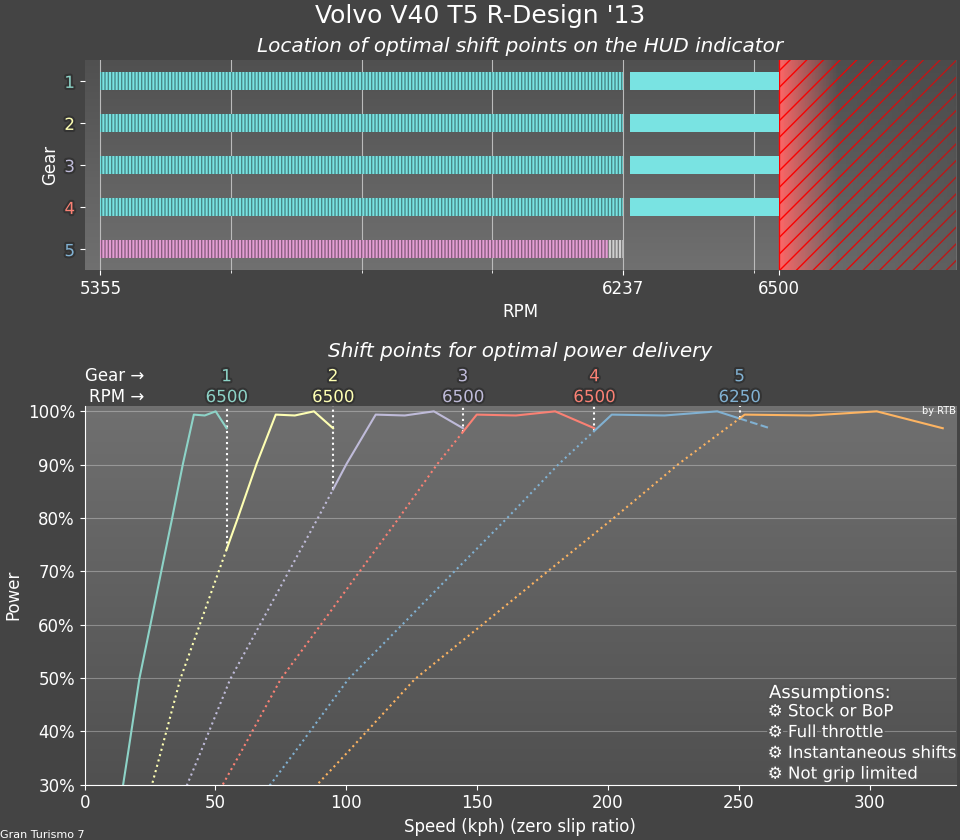 Volvo V40 T5 R-Design '13
Location of optimal shift points on the HUD indicator
Gear
1
2
3
4
5
5355 6237 6500
RPM
Shift points for optimal power delivery
Gear → 1 2 3 4 5
RPM → 6500 6500 6500 6500 6250
by RTB
Power
100%
90%
80%
70%
60%
50%
40%
30%
Assumptions:
⚙ Stock or BoP
⚙ Full throttle
⚙ Instantaneous shifts
⚙ Not grip limited
0 50 100 150 200 250 300
Speed (kph) (zero slip ratio)
Gran Turismo 7